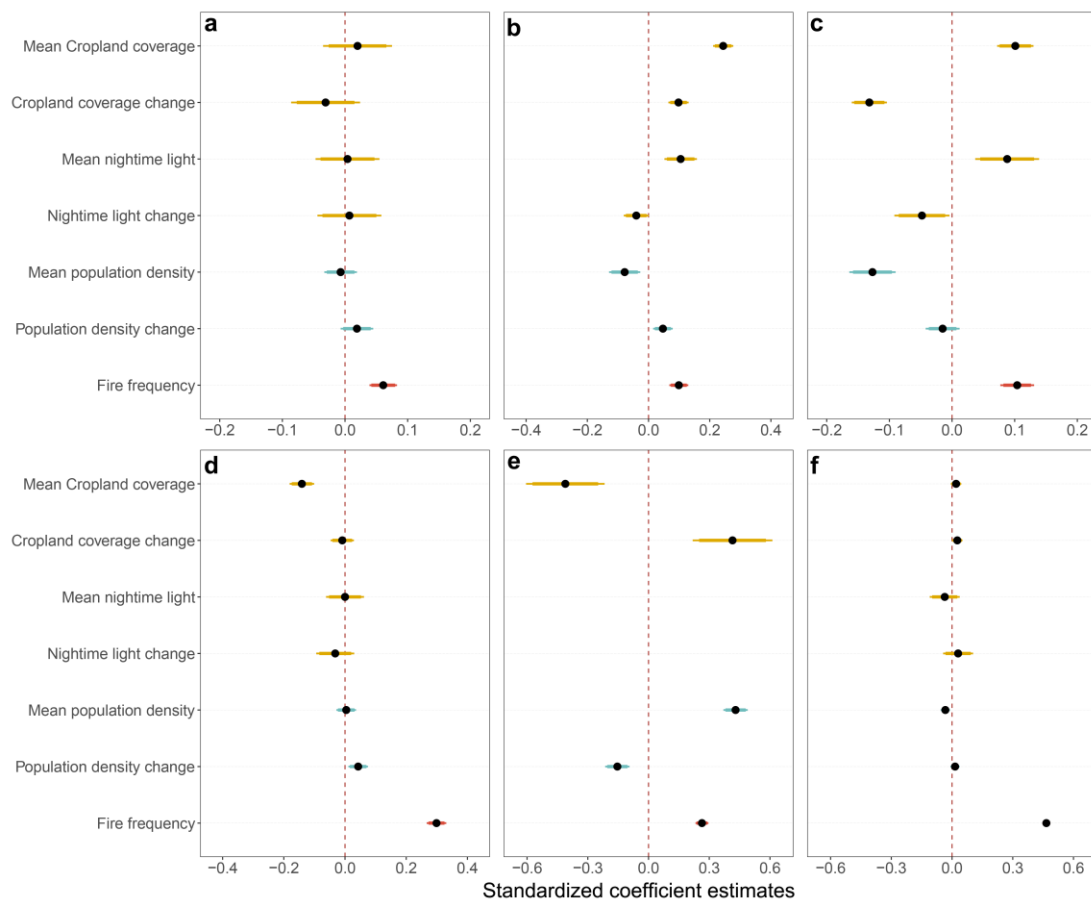 a
b
c
Mean Cropland coverage
Cropland coverage change
Mean nightime light
Nightime light change
Mean population density
Population density change
Fire frequency
−0.2 −0.1 0.0 0.1 0.2
−0.4 −0.2 0.0 0.2 0.4
−0.2 −0.1 0.0 0.1 0.2
d
e
f
Mean Cropland coverage
Cropland coverage change
Mean nightime light
Nightime light change
Mean population density
Population density change
Fire frequency
−0.4 −0.2 0.0 0.2 0.4
−0.6 −0.3 0.0 0.3 0.6
−0.6 −0.3 0.0 0.3 0.6
Standardized coefficient estimates